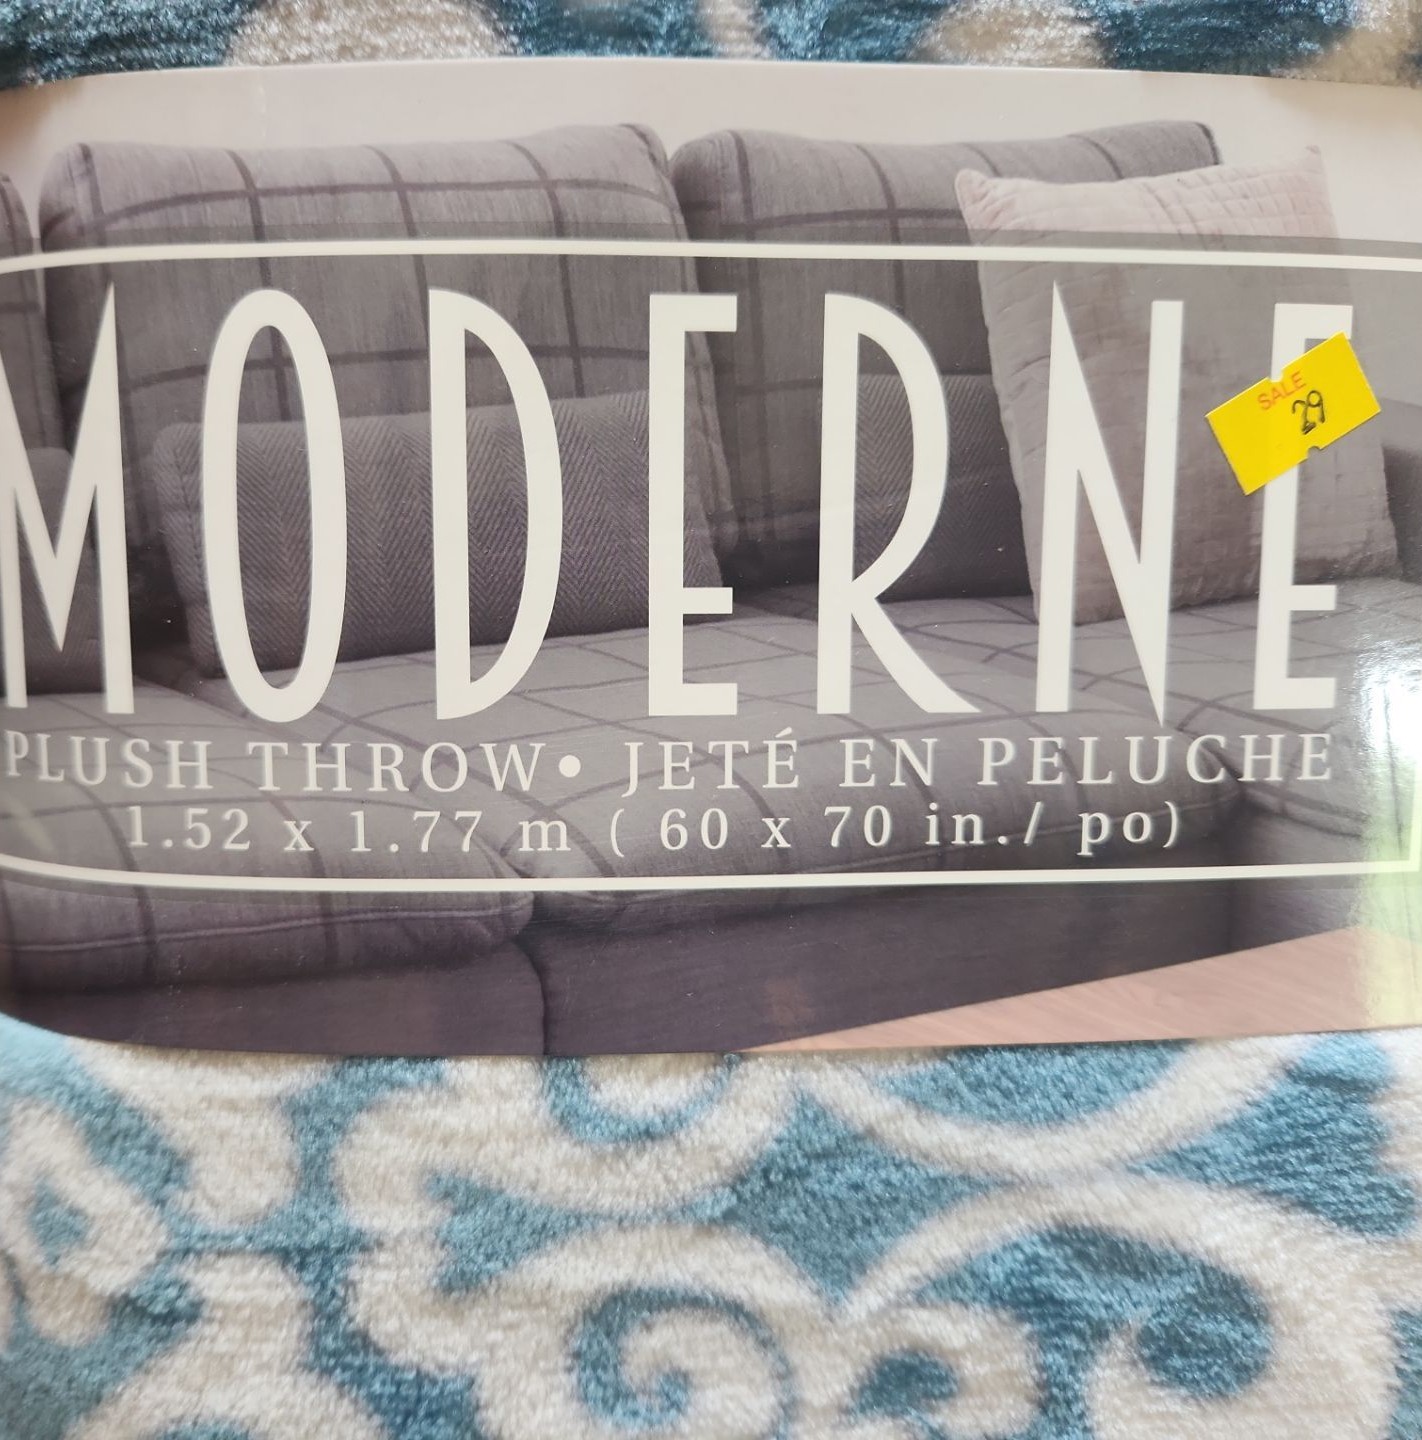 MODERNE
SALE
29
PLUSH THROW• JETÉ EN PELUCHE
1.52 x 1.77 m ( 60 x 70 in./ po)